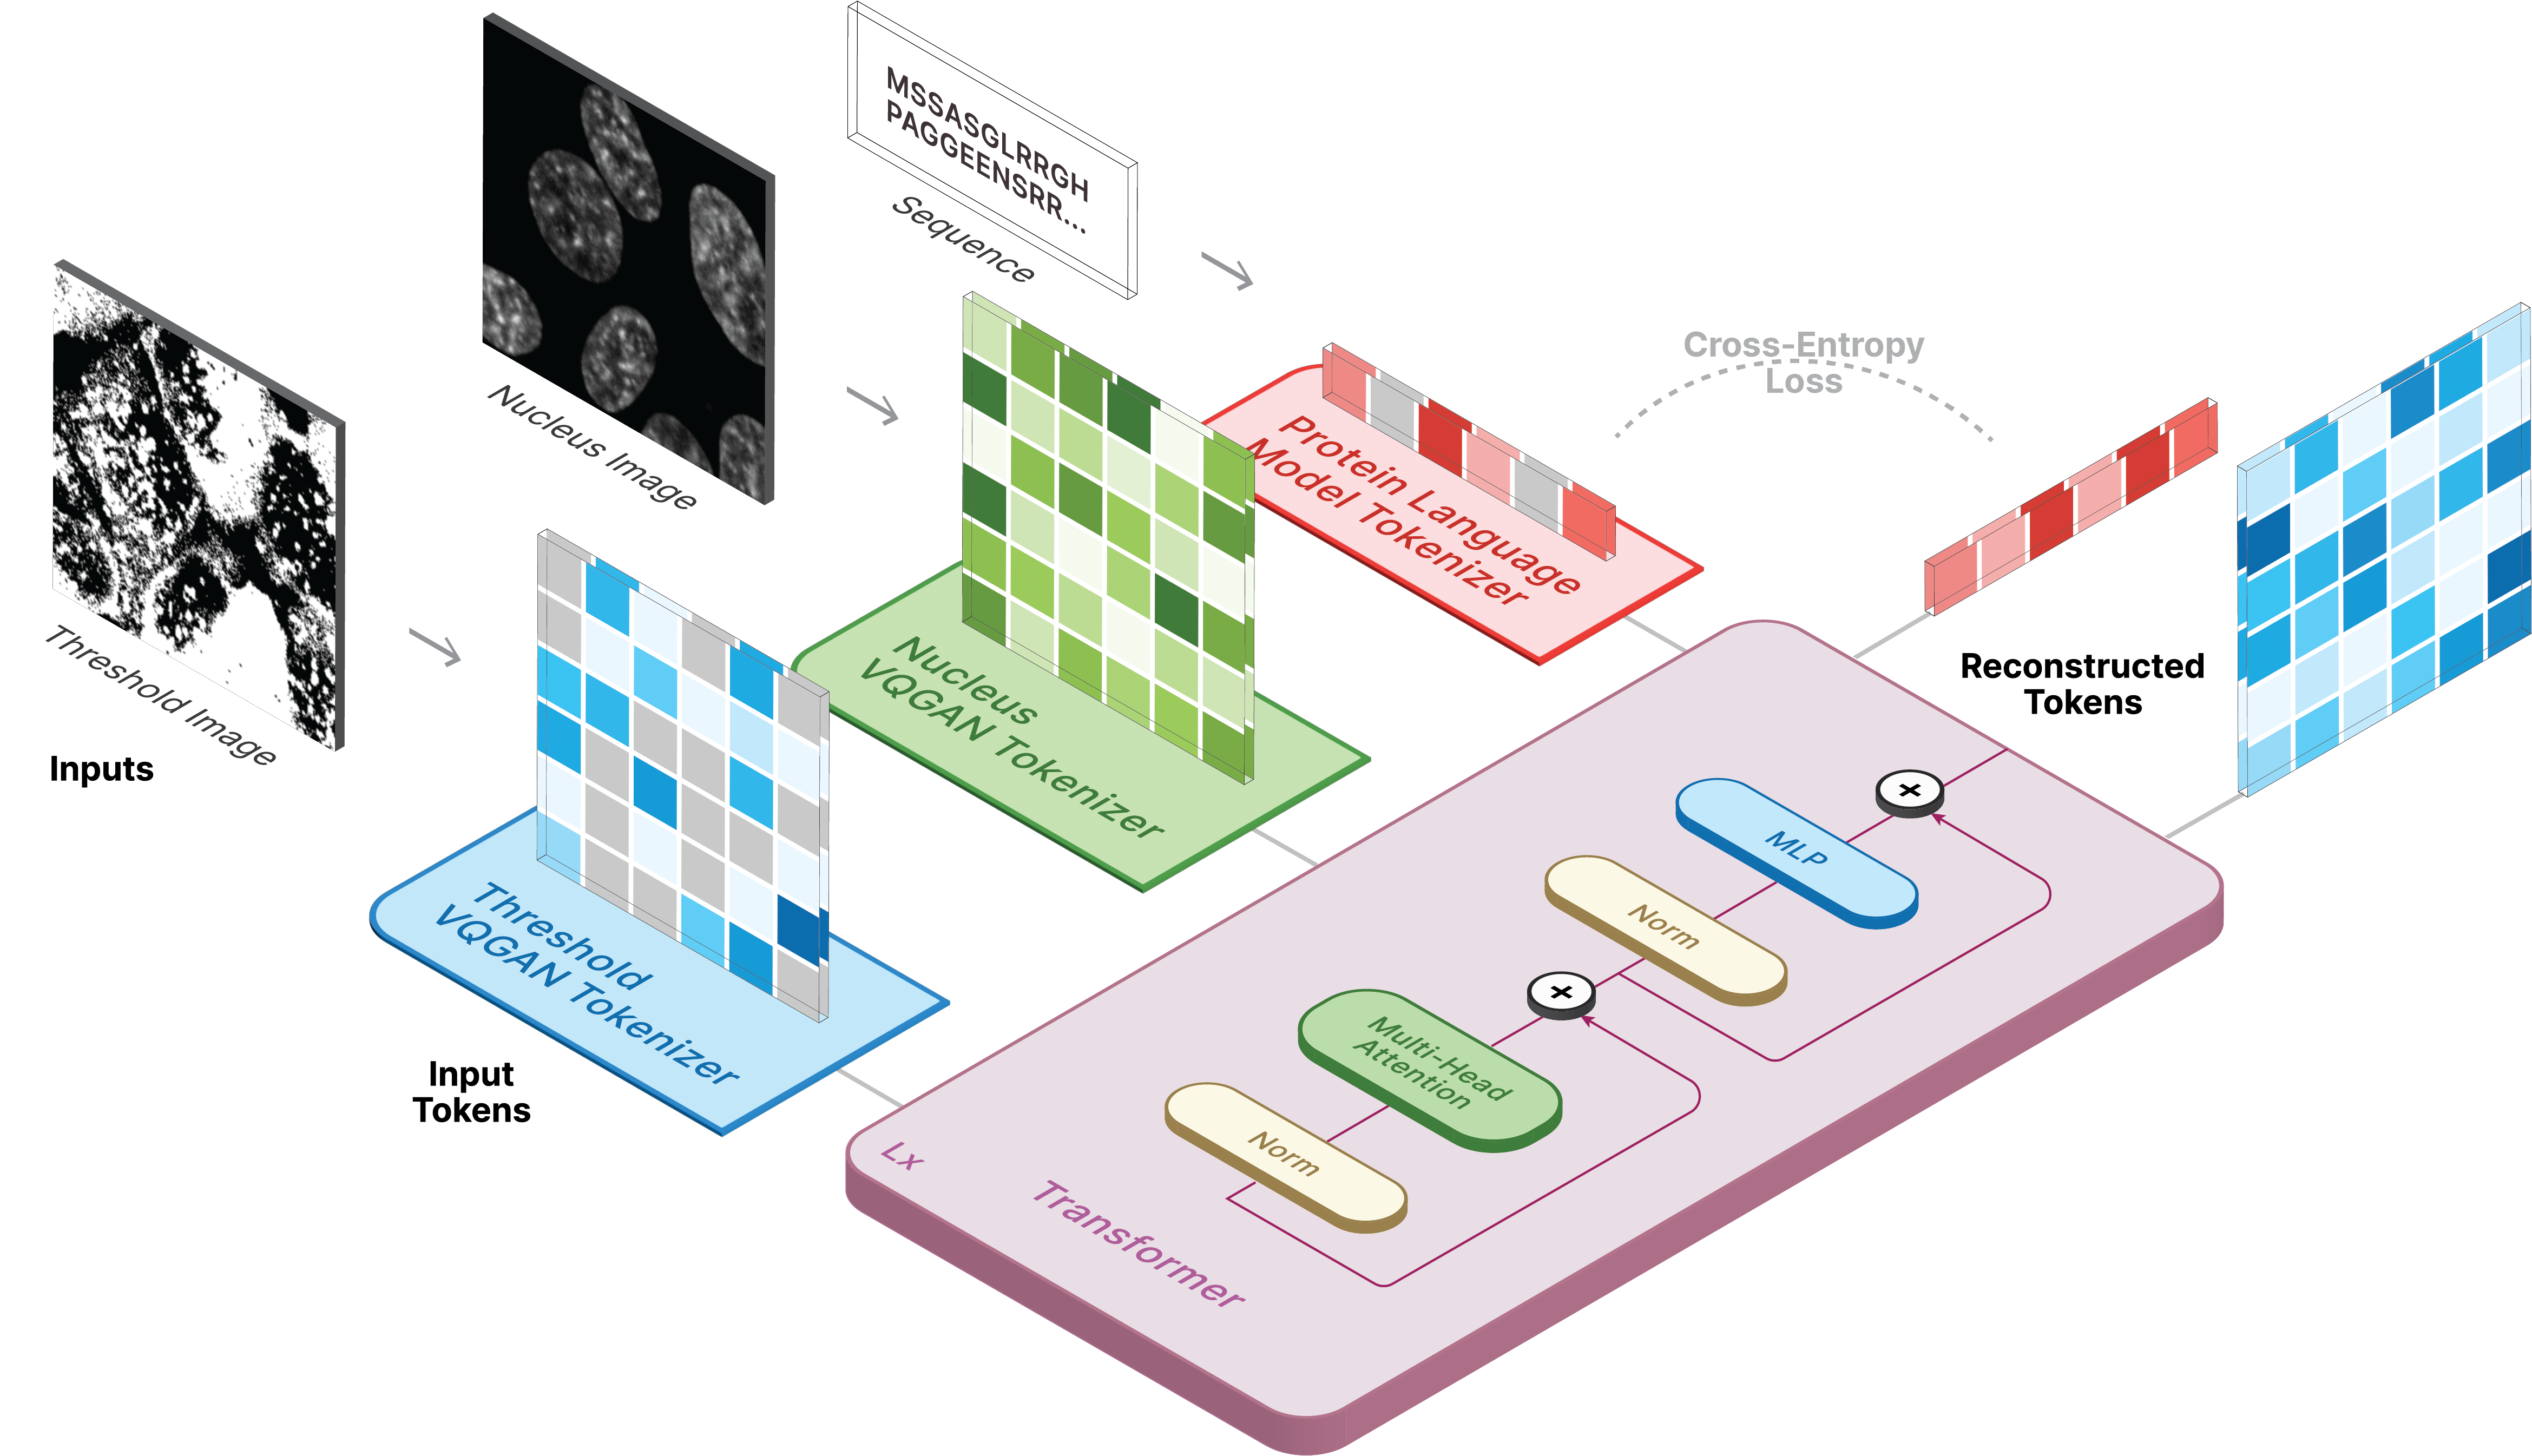 MSSASGLRRGH
PAGGEENSRR...
Sequence
Nucleus Image
Threshold Image
Inputs
Cross-Entropy
Loss
Protein Language
Model Tokenizer
Nucleus
VQGAN Tokenizer
Threshold
VQGAN Tokenizer
Input
Tokens
Reconstructed
Tokens
MLP
Norm
Multi-Head
Attention
Norm
Lx
Transformer